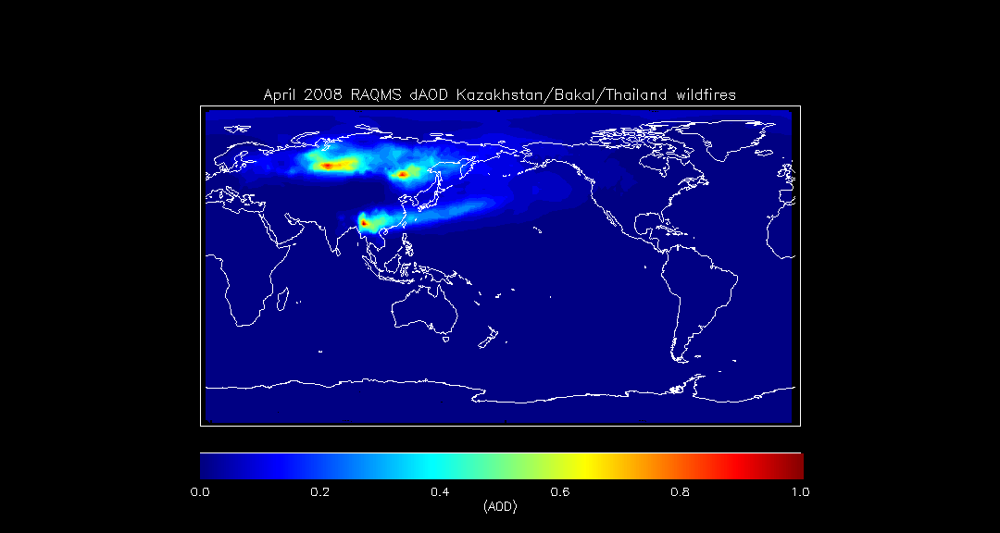 April 2008 RAQMS dAOD Kazakhstan/Bakal/Thailand wildfires
0.0 0.2 0.4 0.6 0.8 1.0
(AOD)